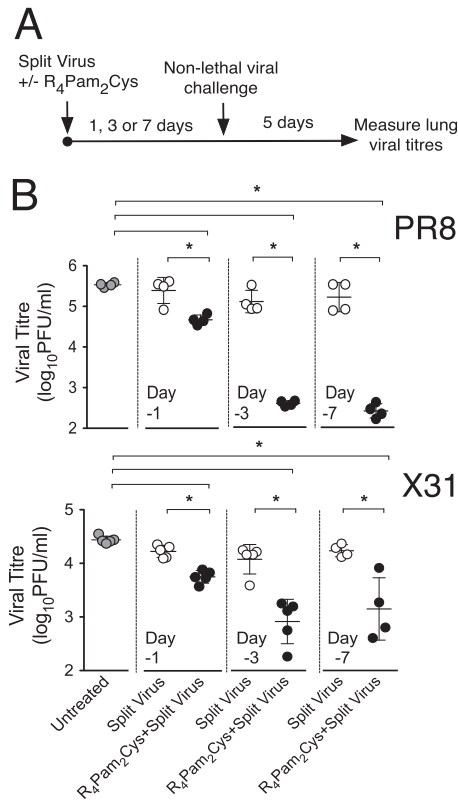 A
Split Virus
+/- R₄Pam₂Cys
Non-lethal viral
challenge
1, 3 or 7 days
5 days
Measure lung
viral titres
B
PR8
*
*
*
*
Viral Titre
(log₁₀PFU/ml)
6
5
4
3
2
Day
-1
Day
-3
Day
-7
X31
*
*
*
*
Viral Titre
(log₁₀PFU/ml)
5
4
3
2
Day
-1
Day
-3
Day
-7
Untreated
Split Virus
R₄Pam₂Cys+Split Virus
Split Virus
R₄Pam₂Cys+Split Virus
Split Virus
R₄Pam₂Cys+Split Virus